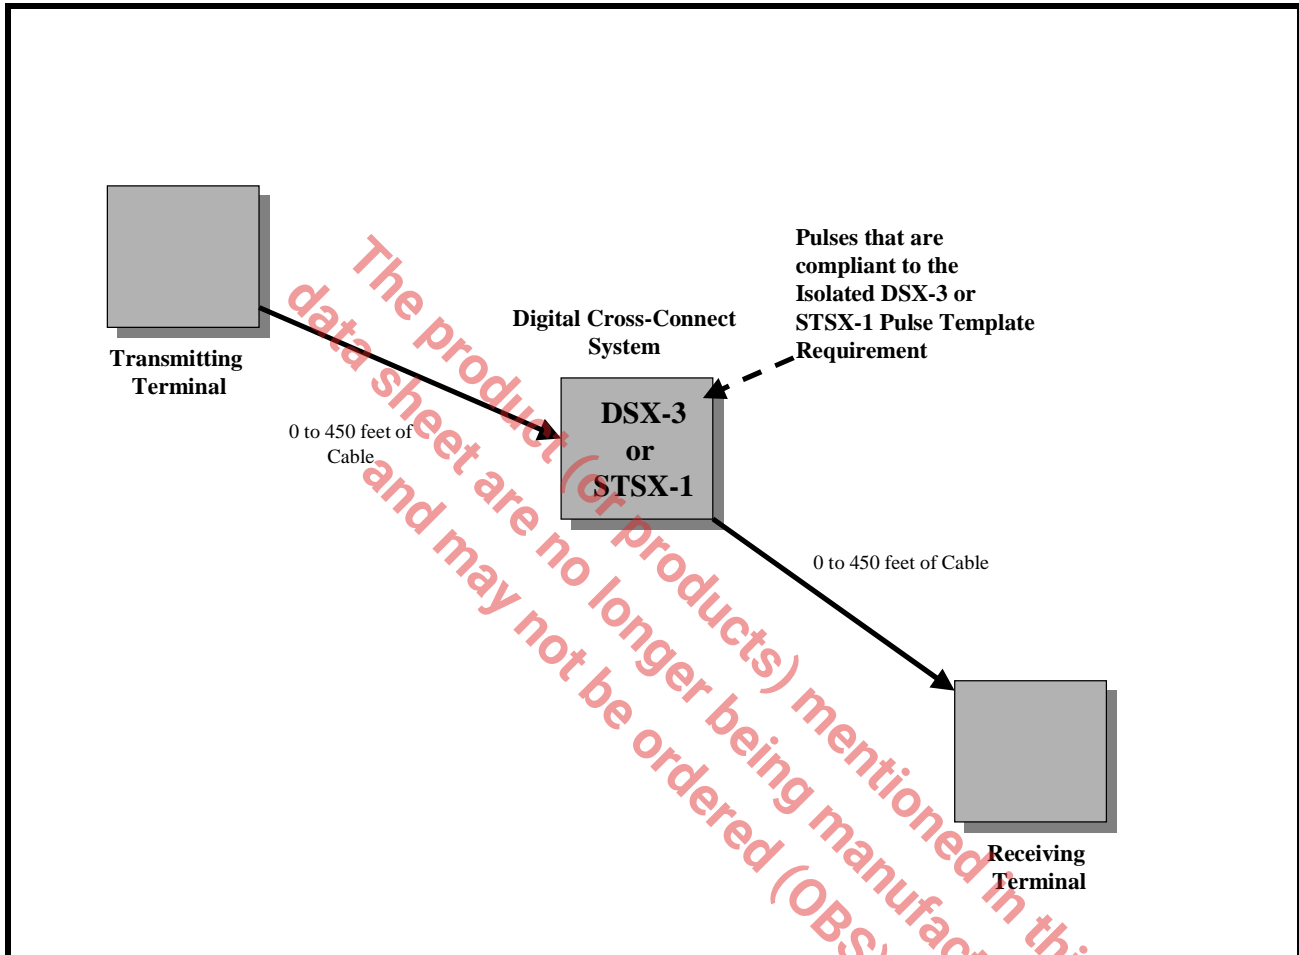 Pulses that are
compliant to the
Isolated DSX-3 or
STSX-1 Pulse Template
Requirement
Digital Cross-Connect
System
Transmitting
Terminal
DSX-3
or
STSX-1
0 to 450 feet of
Cable
0 to 450 feet of Cable
Receiving
Terminal
The product (or products) mentioned in thi
data sheet are no longer being manufact
and may not be ordered (OBS)